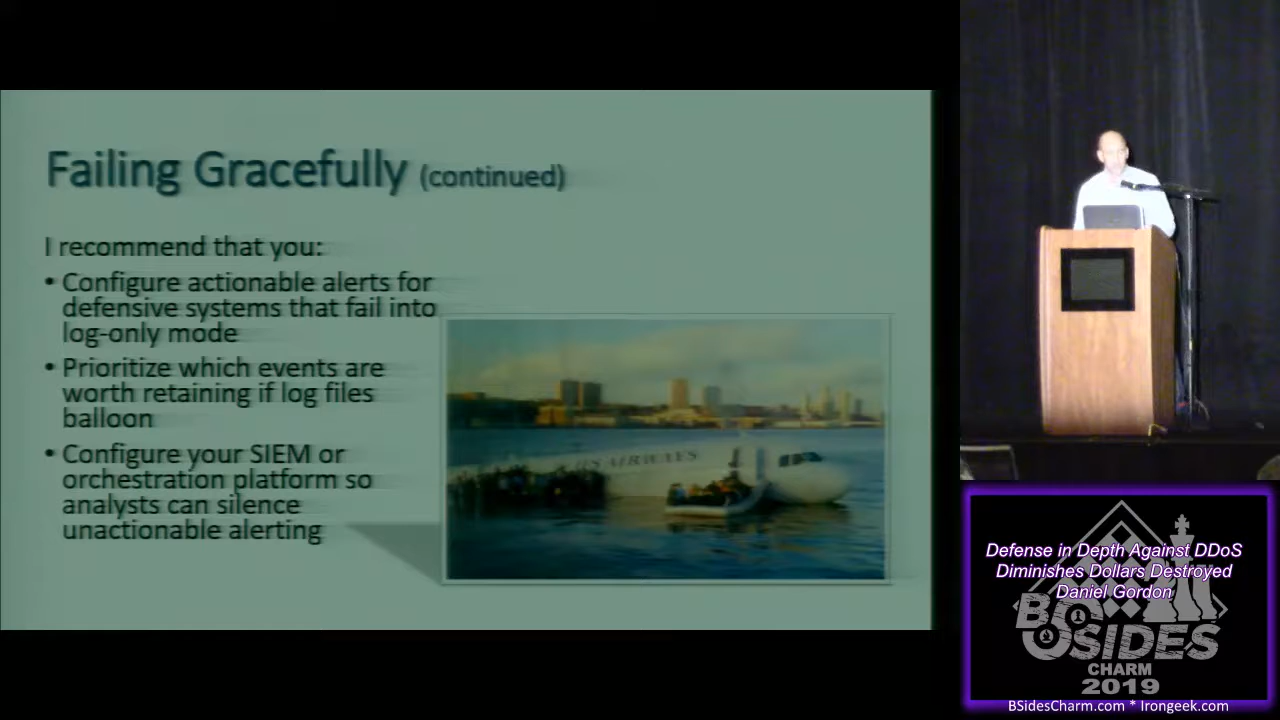 Failing Gracefully (continued)
I recommend that you:
• Configure actionable alerts for
defensive systems that fail into
log-only mode
• Prioritize which events are
worth retaining if log files
balloon
• Configure your SIEM or
orchestration platform so
analysts can silence
unactionable alerting
US AIRWAYS
Defense in Depth Against DDoS
Diminishes Dollars Destroyed
Daniel Gordon
BSIDES
CHARM
2019
BSidesCharm.com * Irongeek.com